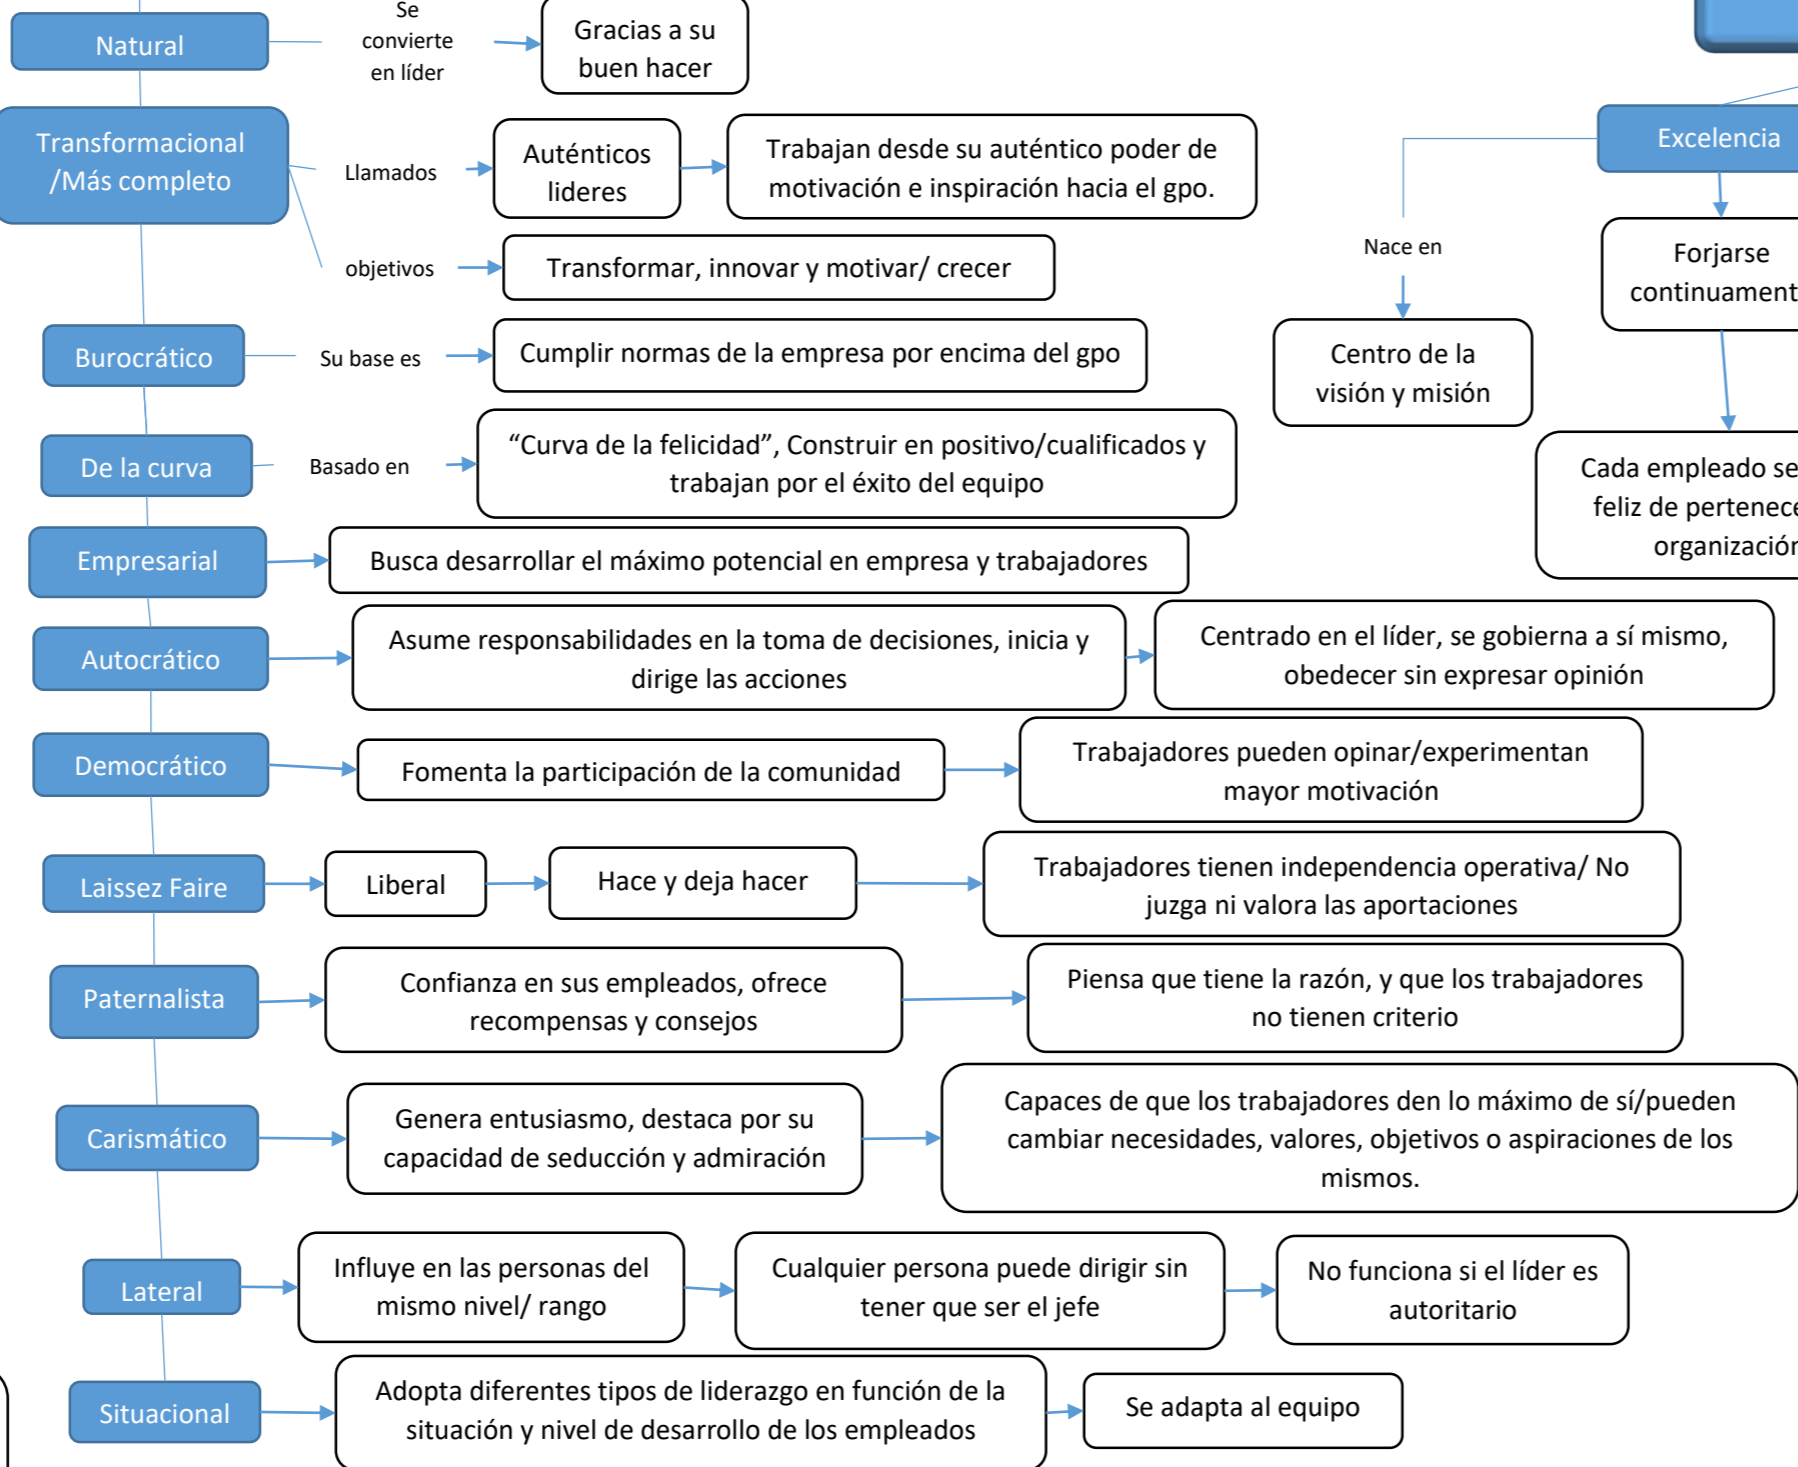 Natural
Se
convierte
en líder
Gracias a su
buen hacer
Transformacional
/Más completo
Llamados
Auténticos
lideres
Trabajan desde su auténtico poder de
motivación e inspiración hacia el gpo.
objetivos
Transformar, innovar y motivar/ crecer
Burocrático
Su base es
Cumplir normas de la empresa por encima del gpo
De la curva
Basado en
“Curva de la felicidad”, Construir en positivo/cualificados y
trabajan por el éxito del equipo
Empresarial
Busca desarrollar el máximo potencial en empresa y trabajadores
Autocrático
Asume responsabilidades en la toma de decisiones, inicia y
dirige las acciones
Centrado en el líder, se gobierna a sí mismo,
obedecer sin expresar opinión
Democrático
Fomenta la participación de la comunidad
Trabajadores pueden opinar/experimentan
mayor motivación
Laissez Faire
Liberal
Hace y deja hacer
Trabajadores tienen independencia operativa/ No
juzga ni valora las aportaciones
Paternalista
Confianza en sus empleados, ofrece
recompensas y consejos
Piensa que tiene la razón, y que los trabajadores
no tienen criterio
Carismático
Genera entusiasmo, destaca por su
capacidad de seducción y admiración
Capaces de que los trabajadores den lo máximo de sí/pueden
cambiar necesidades, valores, objetivos o aspiraciones de los
mismos.
Lateral
Influye en las personas del
mismo nivel/ rango
Cualquier persona puede dirigir sin
tener que ser el jefe
No funciona si el líder es
autoritario
Situacional
Adopta diferentes tipos de liderazgo en función de la
situación y nivel de desarrollo de los empleados
Se adapta al equipo
Excelencia
Nace en
Centro de la
visión y misión
Forjarse
continuament
Cada empleado se
feliz de pertenec
organización